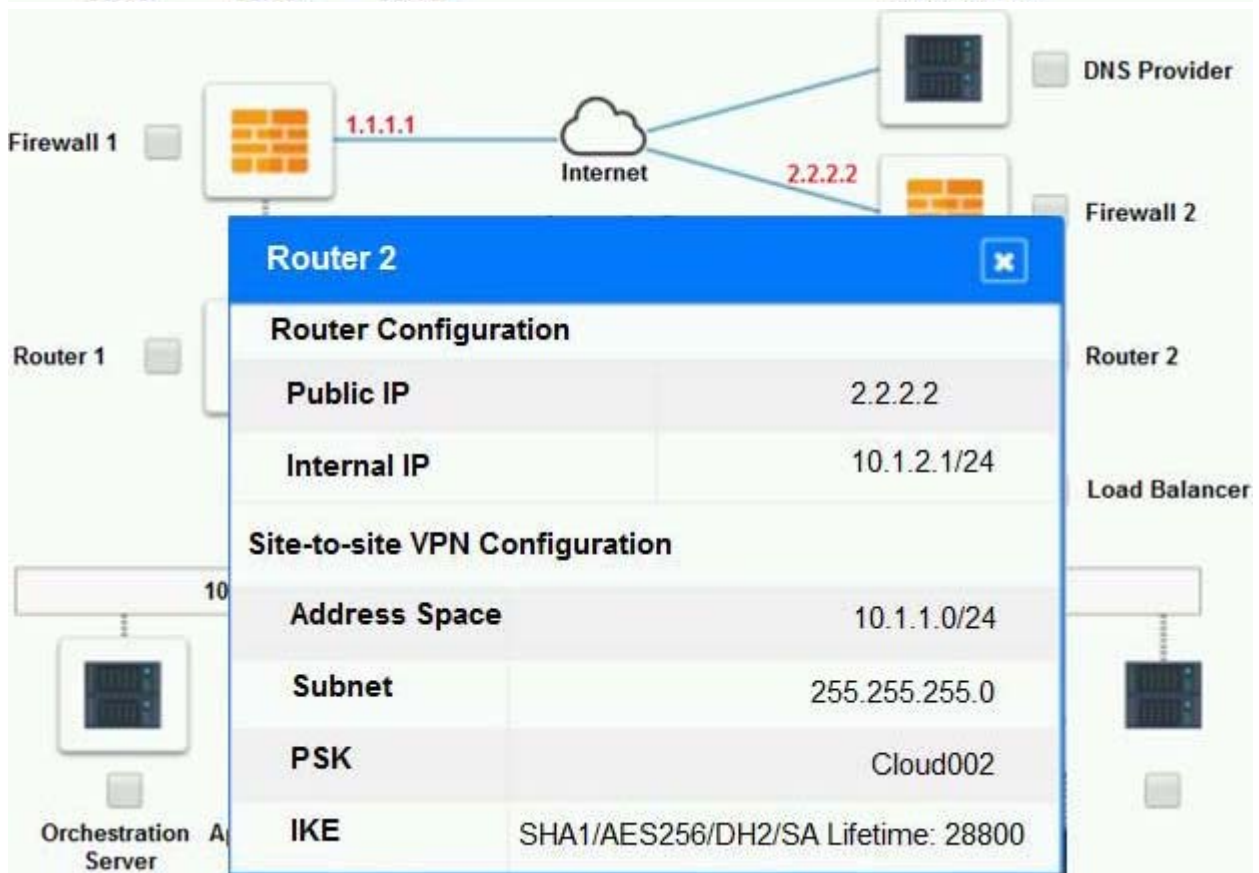 DNS Provider
Firewall 1
1.1.1.1
Internet
2.2.2.2
Firewall 2
Router 2
Router Configuration
Router 1
Router 2
Public IP 2.2.2.2
Internal IP 10.1.2.1/24
Load Balancer
Site-to-site VPN Configuration
10
Address Space 10.1.1.0/24
Subnet 255.255.255.0
PSK Cloud002
IKE SHA1/AES256/DH2/SA Lifetime: 28800
Orchestration
Server